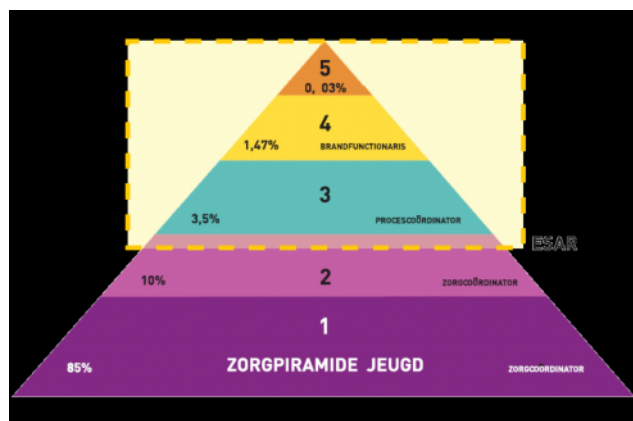 5
0, 03%
4
1,47% BRANDFUNCTIONARIS
3
3,5% PROCESCOÖRDINATOR
ESAR
2
10% ZORGCOÖRDINATOR
1
85% ZORGPIRAMIDE JEUGD ZORGCOÖRDINATOR